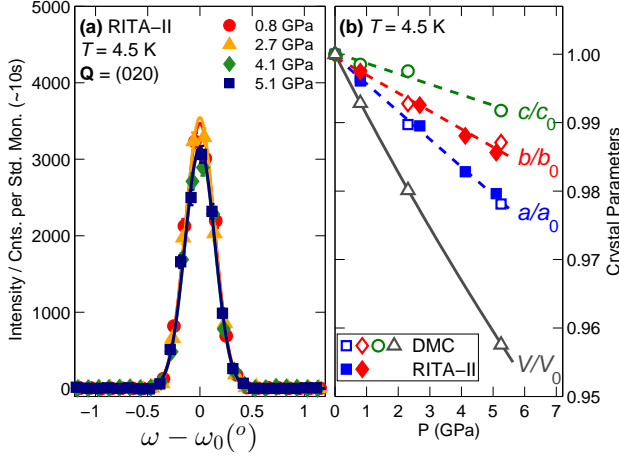 (a) RITA-II
T = 4.5 K
Q = (020)
0.8 GPa
2.7 GPa
4.1 GPa
5.1 GPa
Intensity / Cnts. per Std. Mon. (~10s)
5000
4000
3000
2000
1000
0
−1
−0.5
0
0.5
1
ω − ω0(o)
(b) T = 4.5 K
c/c0
b/b0
a/a0
V/V0
DMC
RITA-II
1.00
0.99
0.98
0.97
0.96
0.95
Crystal Parameters
0
1
2
3
4
5
6
7
P (GPa)